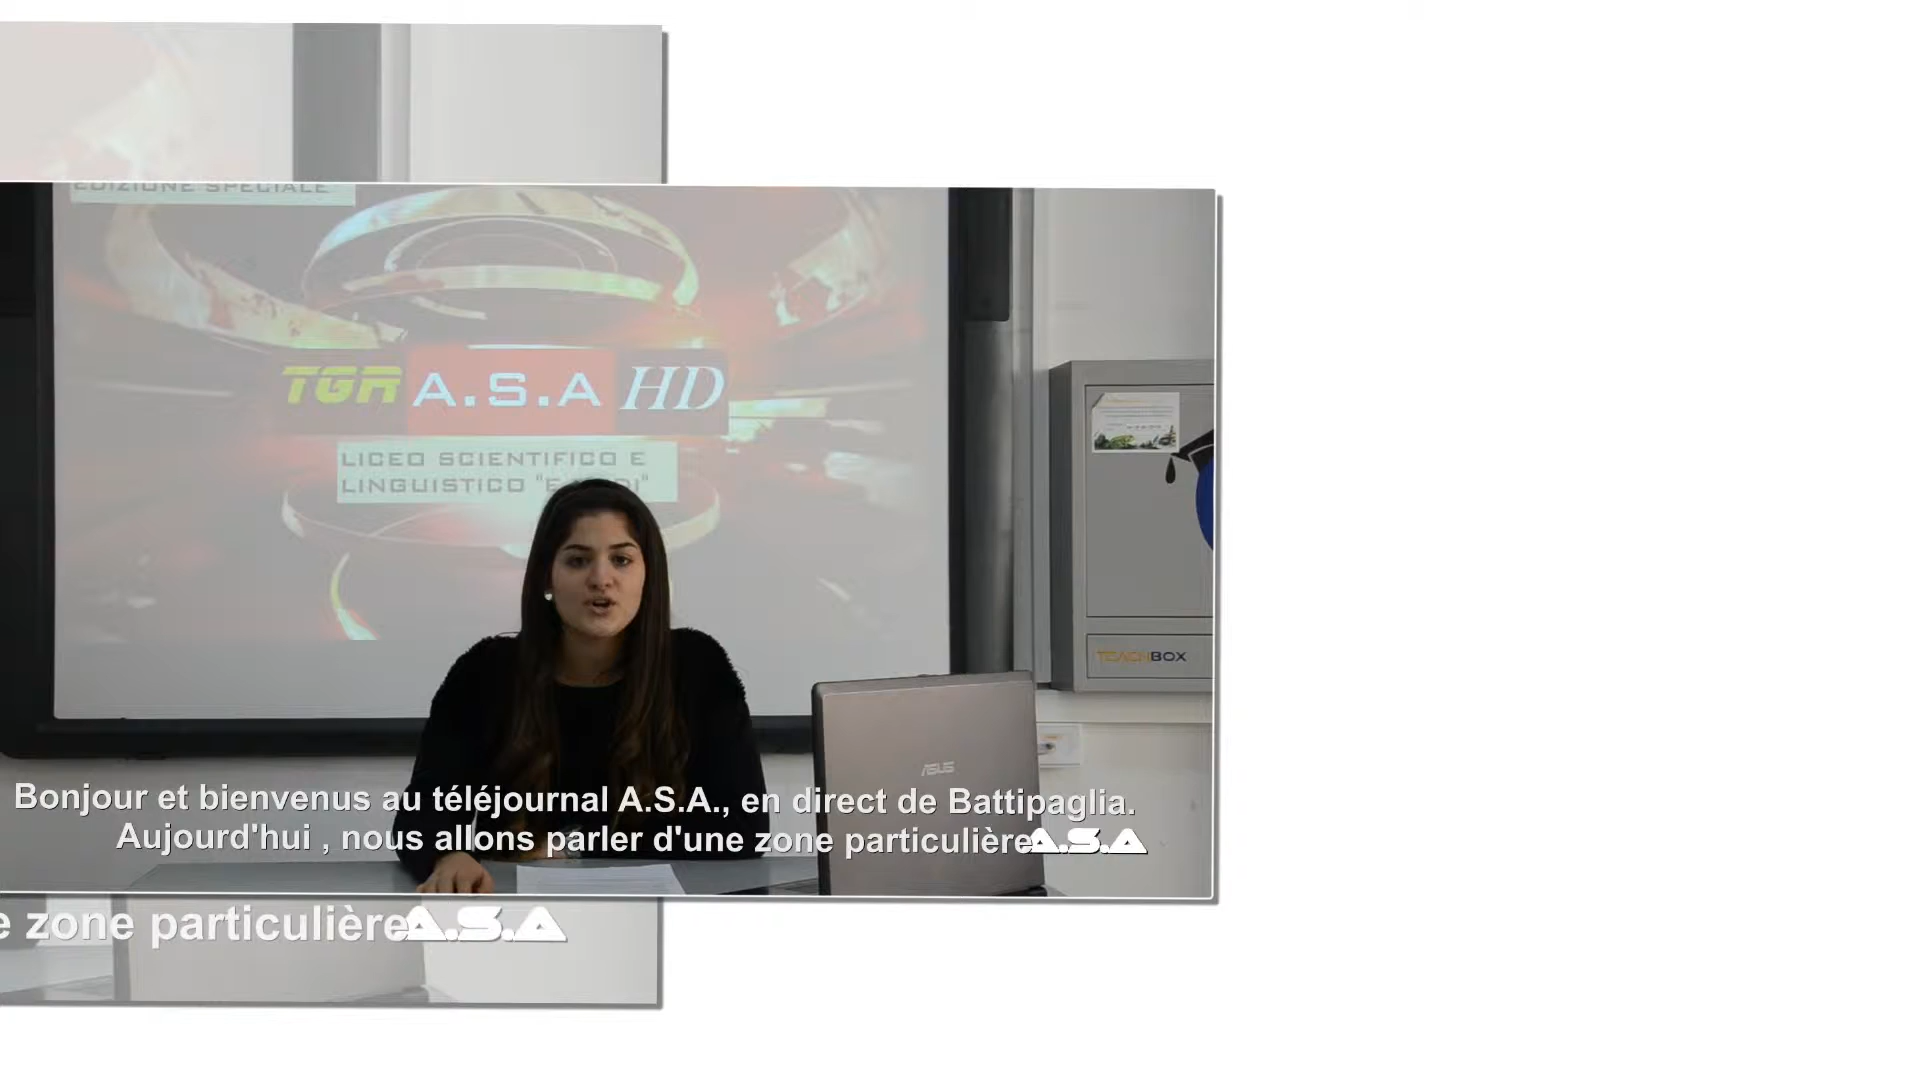 EDIZIONE SPECIALE
TGR A.S.A HD
LICEO SCIENTIFICO E
LINGUISTICO
TEACHBOX
ASUS
Bonjour et bienvenus au téléjournal A.S.A., en direct de Battipaglia.
Aujourd'hui , nous allons parler d'une zone particulière
A.S.A
zone particulière
A.S.A